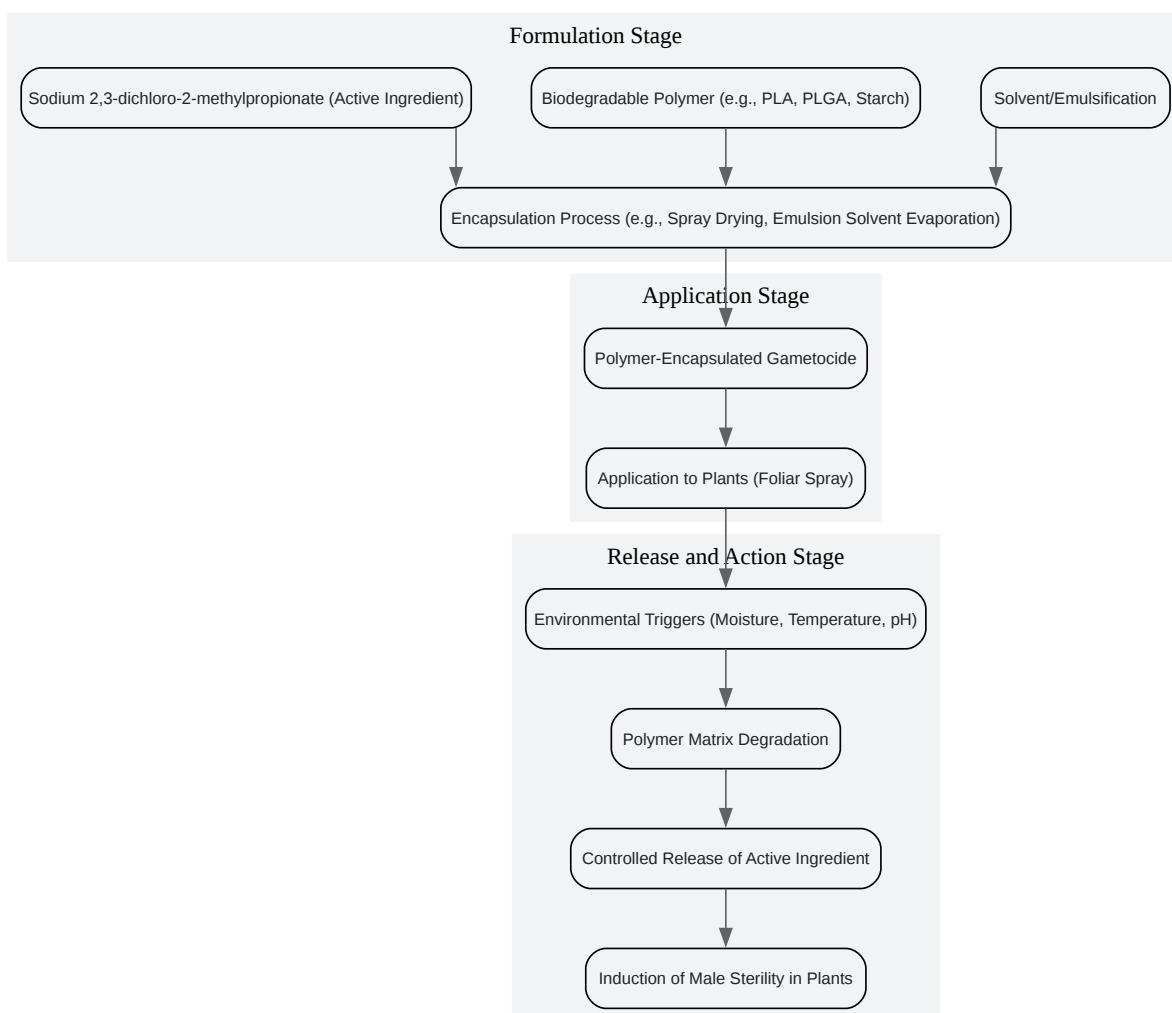 Formulation Stage
Sodium 2,3-dichloro-2-methylpropionate (Active Ingredient)
Biodegradable Polymer (e.g., PLA, PLGA, Starch)
Solvent/Emulsification
Encapsulation Process (e.g., Spray Drying, Emulsion Solvent Evaporation)
Application Stage
Polymer-Encapsulated Gametocide
Application to Plants (Foliar Spray)
Release and Action Stage
Environmental Triggers (Moisture, Temperature, pH)
Polymer Matrix Degradation
Controlled Release of Active Ingredient
Induction of Male Sterility in Plants